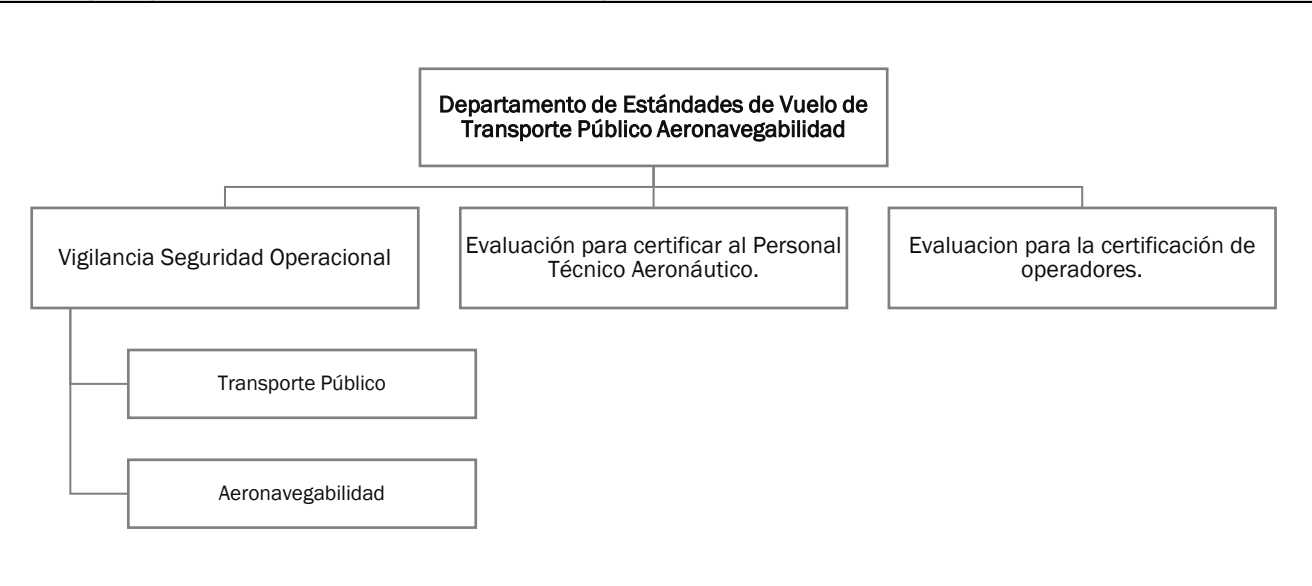 Departamento de Estándades de Vuelo de
Transporte Público Aeronavegabilidad
Vigilancia Seguridad Operacional
Evaluación para certificar al Personal
Técnico Aeronáutico.
Evaluacion para la certificación de
operadores.
Transporte Público
Aeronavegabilidad